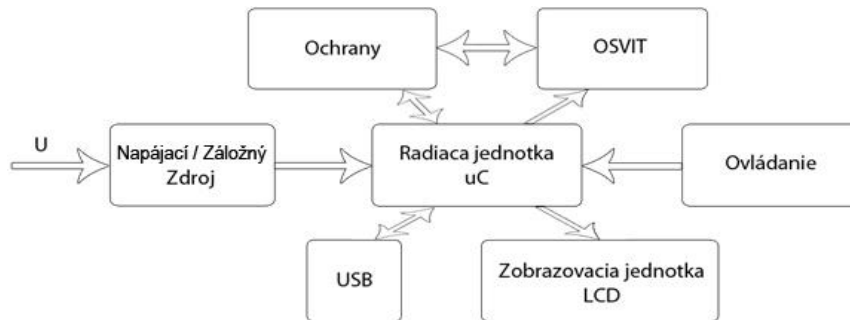 Ochrany
OSVIT
U
Napájací / Záložný
Zdroj
Radiaca jednotka
uC
Ovládanie
USB
Zobrazovacia jednotka
LCD